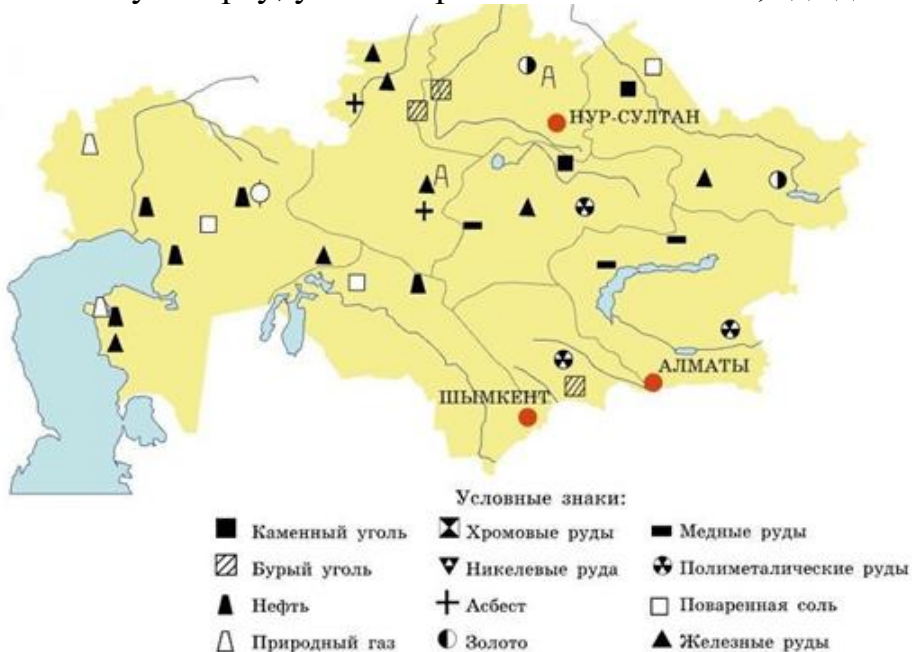 НУР-СУЛТАН
АЛМАТЫ
ШЫМКЕНТ
Условные знаки:
Каменный уголь
Хромовые руды
Медные руды
Бурый уголь
Никелевые руда
Полиметалические руды
Нефть
Асбест
Поваренная соль
Природный газ
Золото
Железные руды